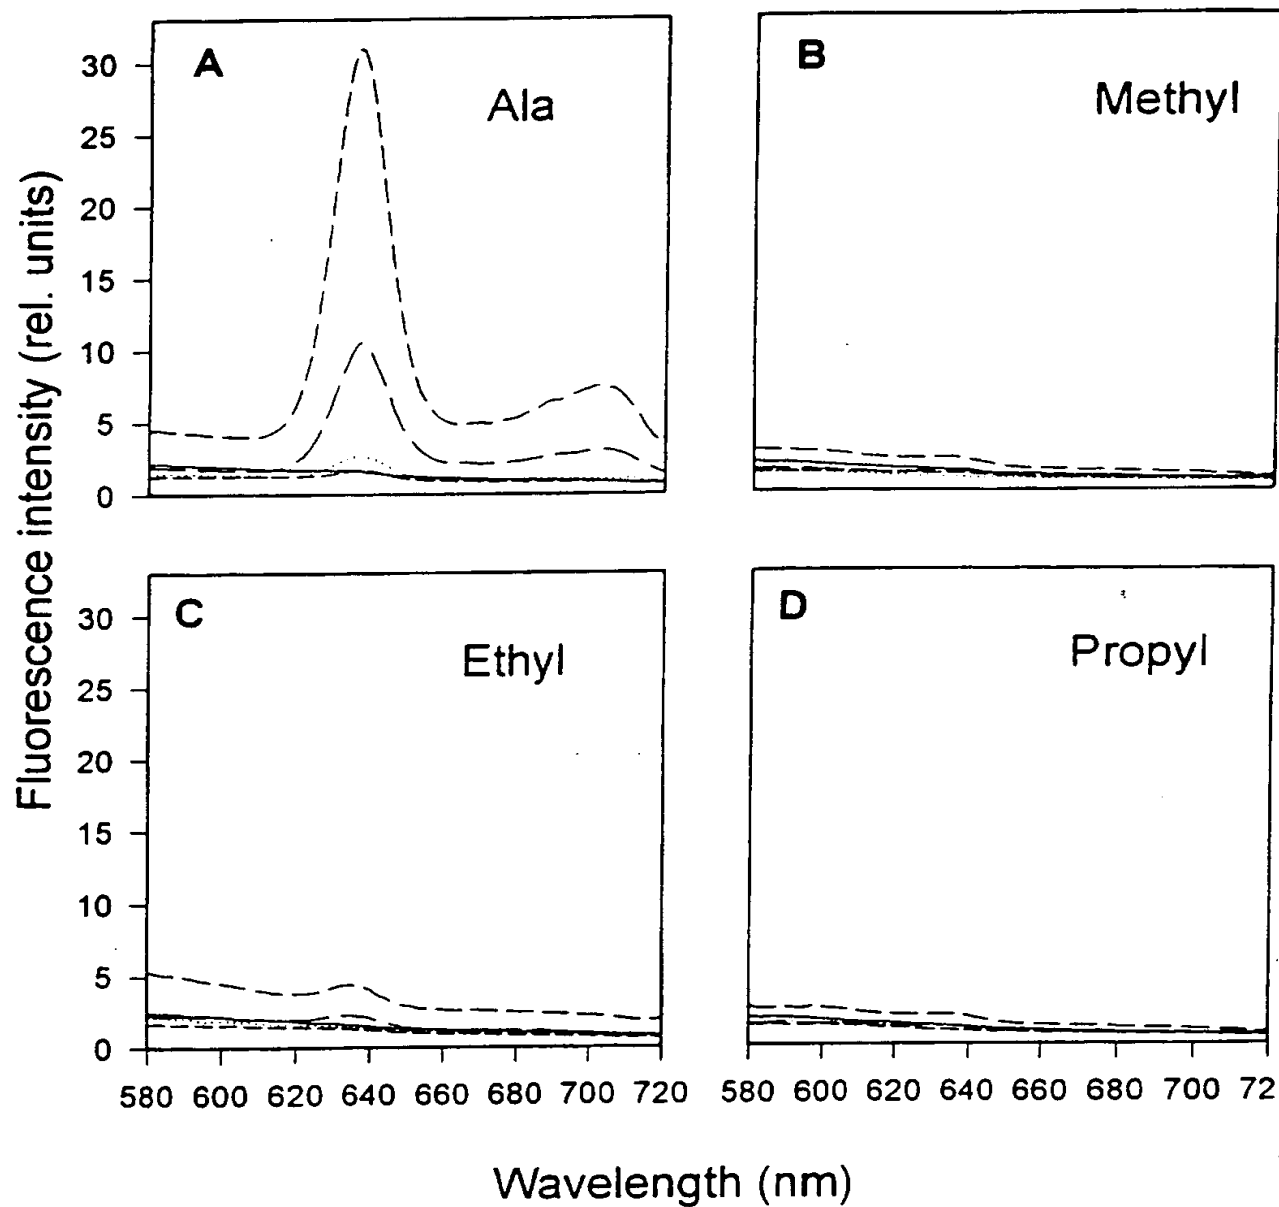 A
Ala
30
25
20
15
10
5
0
B
Methyl
Fluorescence intensity (rel. units)
C
Ethyl
30
25
20
15
10
5
0
580 600 620 640 660 680 700 720
D
Propyl
580 600 620 640 660 680 700 72
Wavelength (nm)